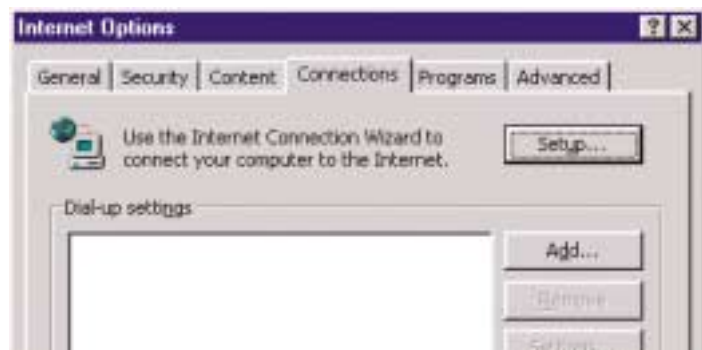 Internet Options
General Security Content Connections Programs Advanced
Use the Internet Connection Wizard to
connect your computer to the Internet.
Setup...
Dial-up settings
Add...
Remove
Settings...